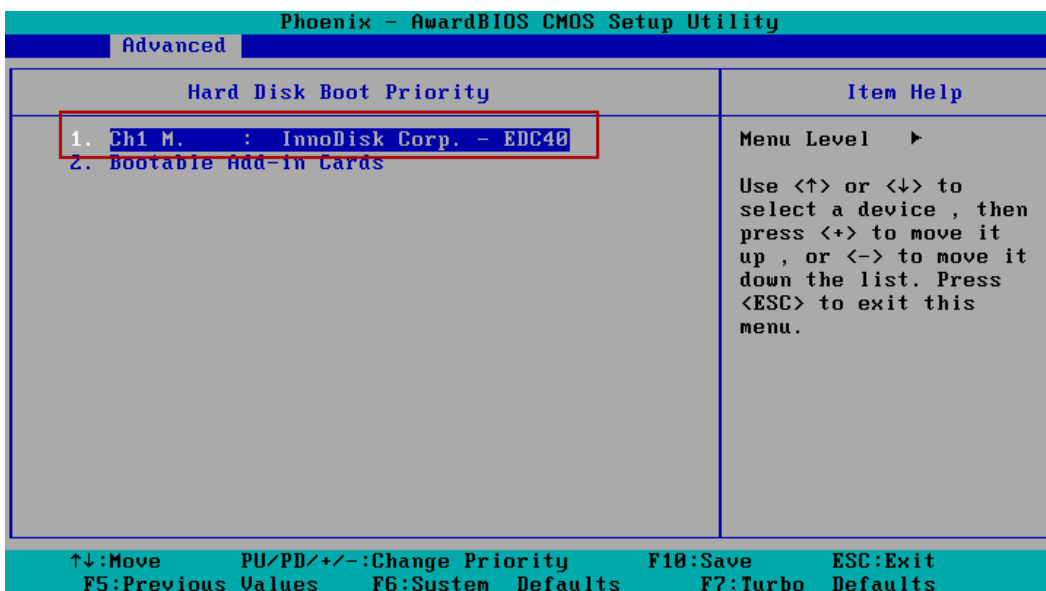 Phoenix - AwardBIOS CMOS Setup Utility
Advanced
Hard Disk Boot Priority
Item Help
1. Ch1 M. : InnoDisk Corp. - EDC40
2. Bootable Add-in Cards
Menu Level ►
Use <↑> or <↓> to
select a device , then
press <+> to move it
up , or <-> to move it
down the list. Press
<ESC> to exit this
menu.
↑↓:Move PU/PD/+/-:Change Priority F10:Save ESC:Exit
F5:Previous Values F6:System Defaults F7:Turbo Defaults